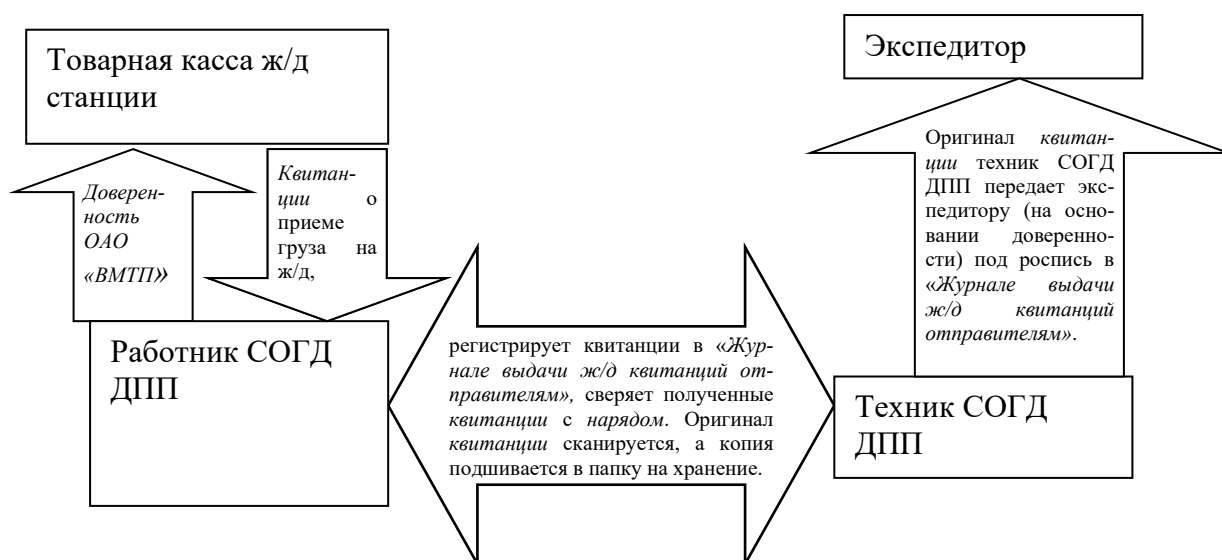 Товарная касса ж/д
станции
Экспедитор
Доверен-
ность
ОАО
«ВМТП»
Квитан-
ции о
приеме
груза на
ж/д,
Оригинал квитан-
ции техник СОГД
ДПП передает экс-
педитору (на осно-
вании доверенно-
сти) под роспись в
«Журнале выдачи
ж/д квитанций
отправителям».
Работник СОГД
ДПП
регистрирует квитанции в «Жур-
нале выдачи ж/д квитанций от-
правителям», сверяет полученные
квитанции с нарядом. Оригинал
квитанции сканируется, а копия
подшивается в папку на хранение.
Техник СОГД
ДПП